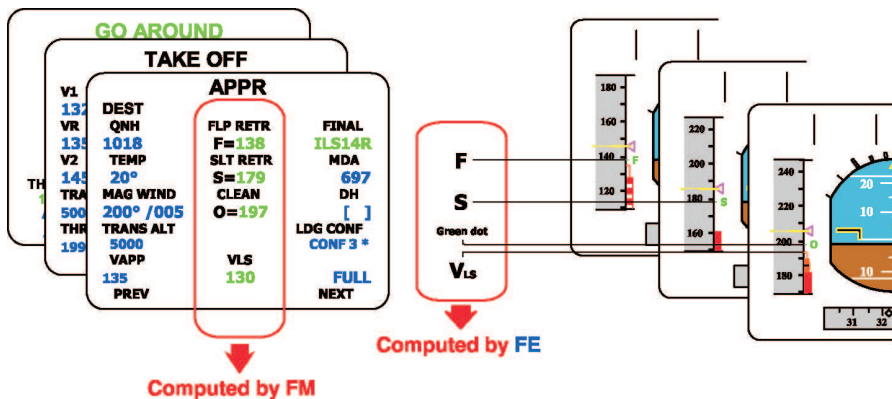 GO AROUND
TAKE OFF
APPR
V1
132
DEST
VR QNH FLP RETR FINAL
135 1018 F=138 ILS14R
V2 TEMP SLT RETR MDA
145 20° S=179 697
TRA MAG WIND CLEAN DH
500 200° /005 O=197 [ ]
THR TRANS ALT LDG CONF
199 5000 CONF 3 *
VAPP VLS
135 130 FULL
PREV NEXT
TH
Computed by FM
F
S
Green dot
VLS
Computed by FE
180
160
140 F
120
220
200
180 S
160
240
220
200 O
180
20
10
10
31 32